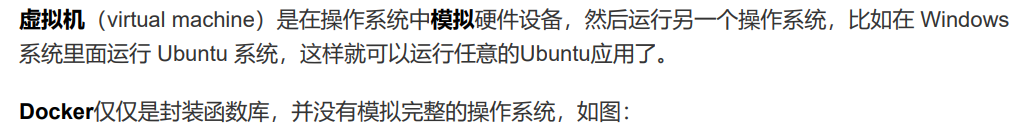 虚拟机（virtual machine）是在操作系统中模拟硬件设备，然后运行另一个操作系统，比如在 Windows
系统里面运行 Ubuntu 系统，这样就可以运行任意的Ubuntu应用了。
Docker仅仅是封装函数库，并没有模拟完整的操作系统，如图：